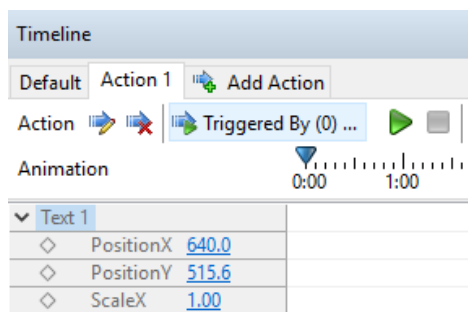 Timeline
Default Action 1 Add Action
Action Triggered By (0) ...
Animation 0:00 1:00
Text 1
PositionX 640.0
PositionY 515.6
ScaleX 1.00